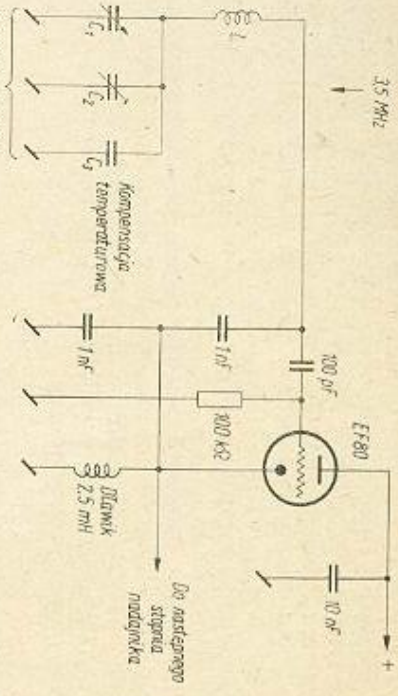 3,5 MHz
L
C₁
C₂
C₃
Kompensacja
temperaturowa
1 nF
1 nF
100 pF
100 kΩ
EF80
Dławik
2,5 mH
10 nF
+
Do następnego
stopnia
nadajnika